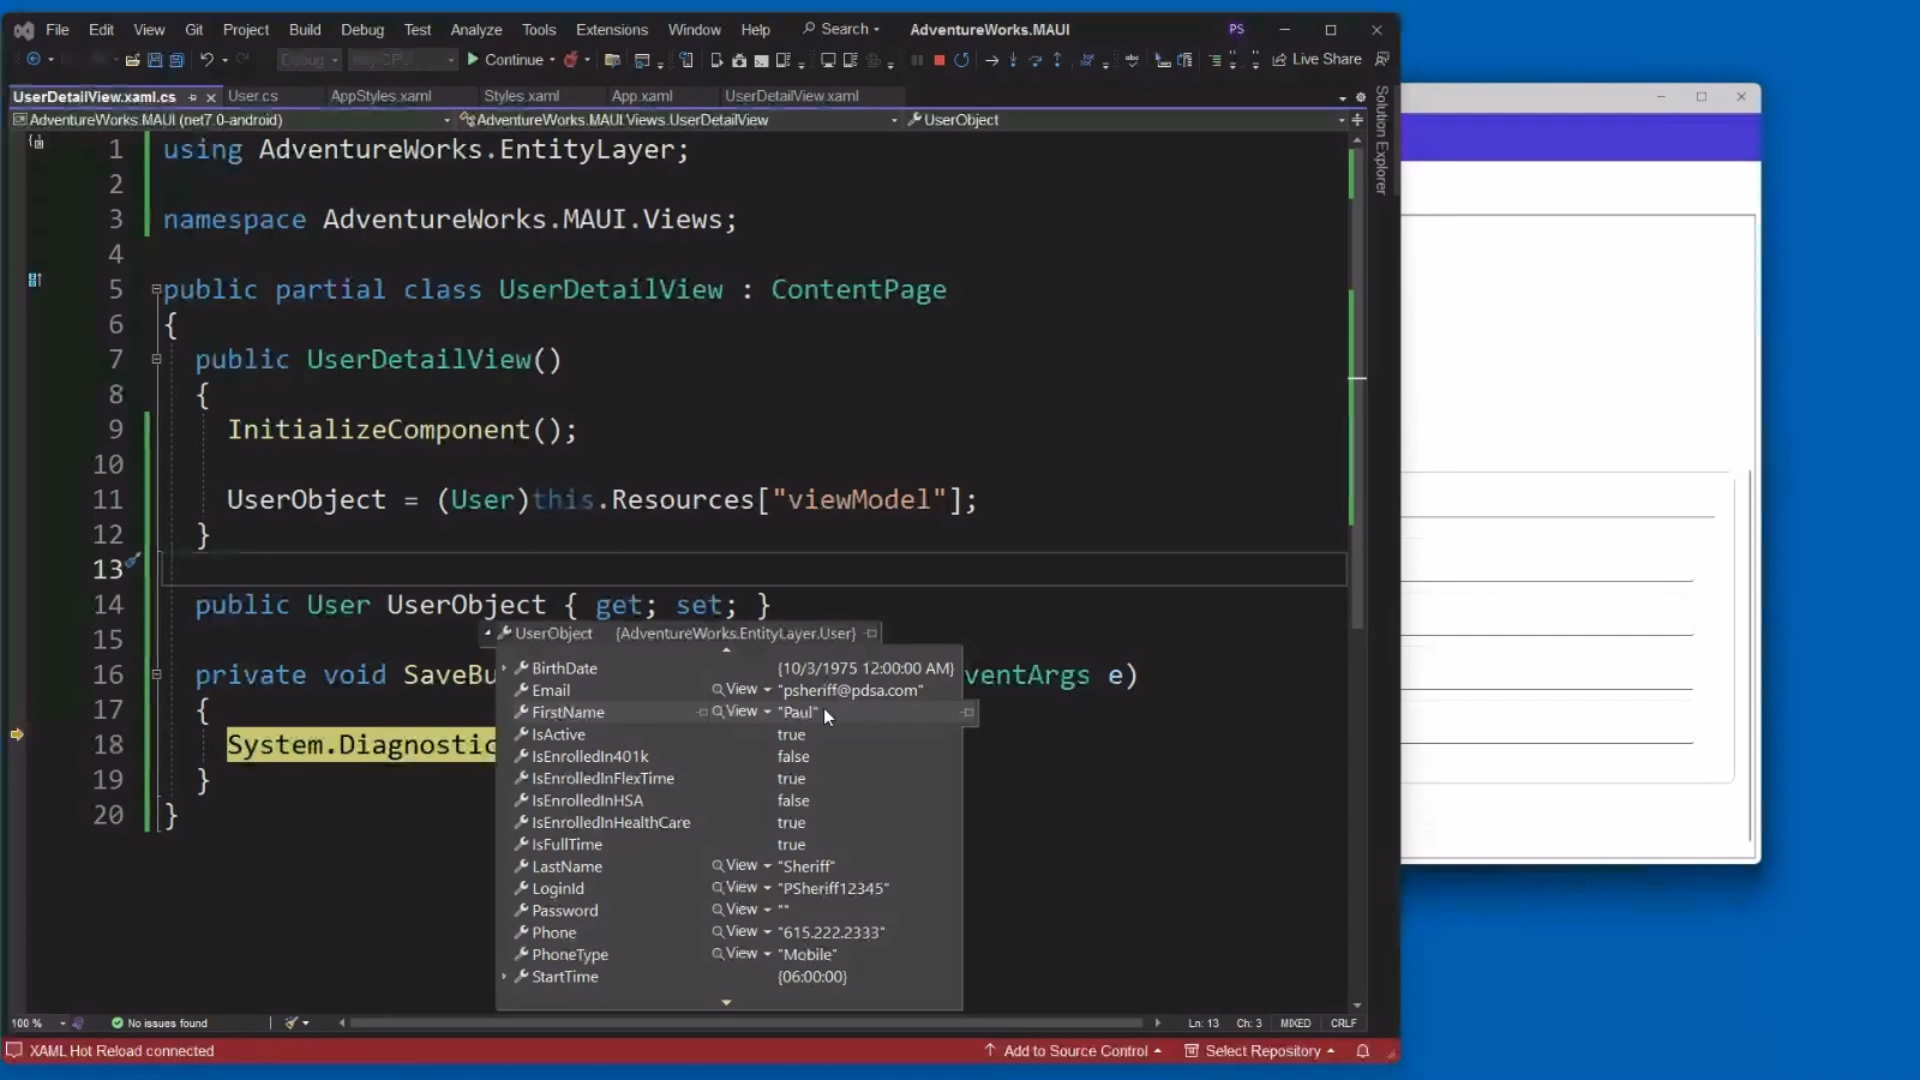 File Edit View Git Project Build Debug Test Analyze Tools Extensions Window Help Search AdventureWorks.MAUI PS
Debug Any CPU Continue Live Share
UserDetailView.xaml.cs User.cs AppStyles.xaml Styles.xaml App.xaml UserDetailView.xaml
AdventureWorks.MAUI (net7.0-android) AdventureWorks.MAUI.Views.UserDetailView UserObject
Solution Explorer
1 using AdventureWorks.EntityLayer;
2
3 namespace AdventureWorks.MAUI.Views;
4
5 public partial class UserDetailView : ContentPage
6 {
7 public UserDetailView()
8 {
9 InitializeComponent();
10
11 UserObject = (User)this.Resources["viewModel"];
12 }
13
14 public User UserObject { get; set; }
15
UserObject {AdventureWorks.EntityLayer.User}
16 private void SaveBu ventArgs e)
17 {
18 System.Diagnostic
19 }
20 }
BirthDate {10/3/1975 12:00:00 AM}
Email View "psheriff@pdsa.com"
FirstName View "Paul"
IsActive true
IsEnrolledIn401k false
IsEnrolledInFlexTime true
IsEnrolledInHSA false
IsEnrolledInHealthCare true
IsFullTime true
LastName View "Sheriff"
LoginId View "PSheriff12345"
Password View ""
Phone View "615.222.2333"
PhoneType View "Mobile"
StartTime {06:00:00}
100 % No issues found Ln: 13 Ch: 3 MIXED CRLF
XAML Hot Reload connected Add to Source Control Select Repository